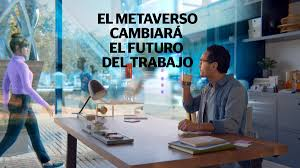 EL METAVERSO
CAMBIARÁ
EL FUTURO
DEL TRABAJO